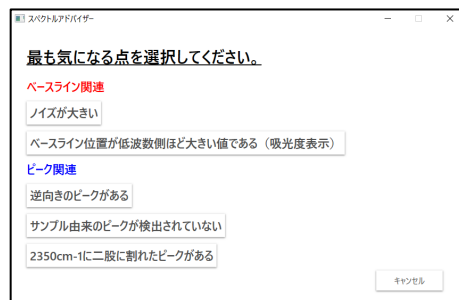 スペクトルアドバイザー
最も気になる点を選択してください。
ベースライン関連
ノイズが大きい
ベースライン位置が低波数側ほど大きい値である（吸光度表示）
ピーク関連
逆向きのピークがある
サンプル由来のピークが検出されていない
2350cm-1に二股に割れたピークがある
キャンセル